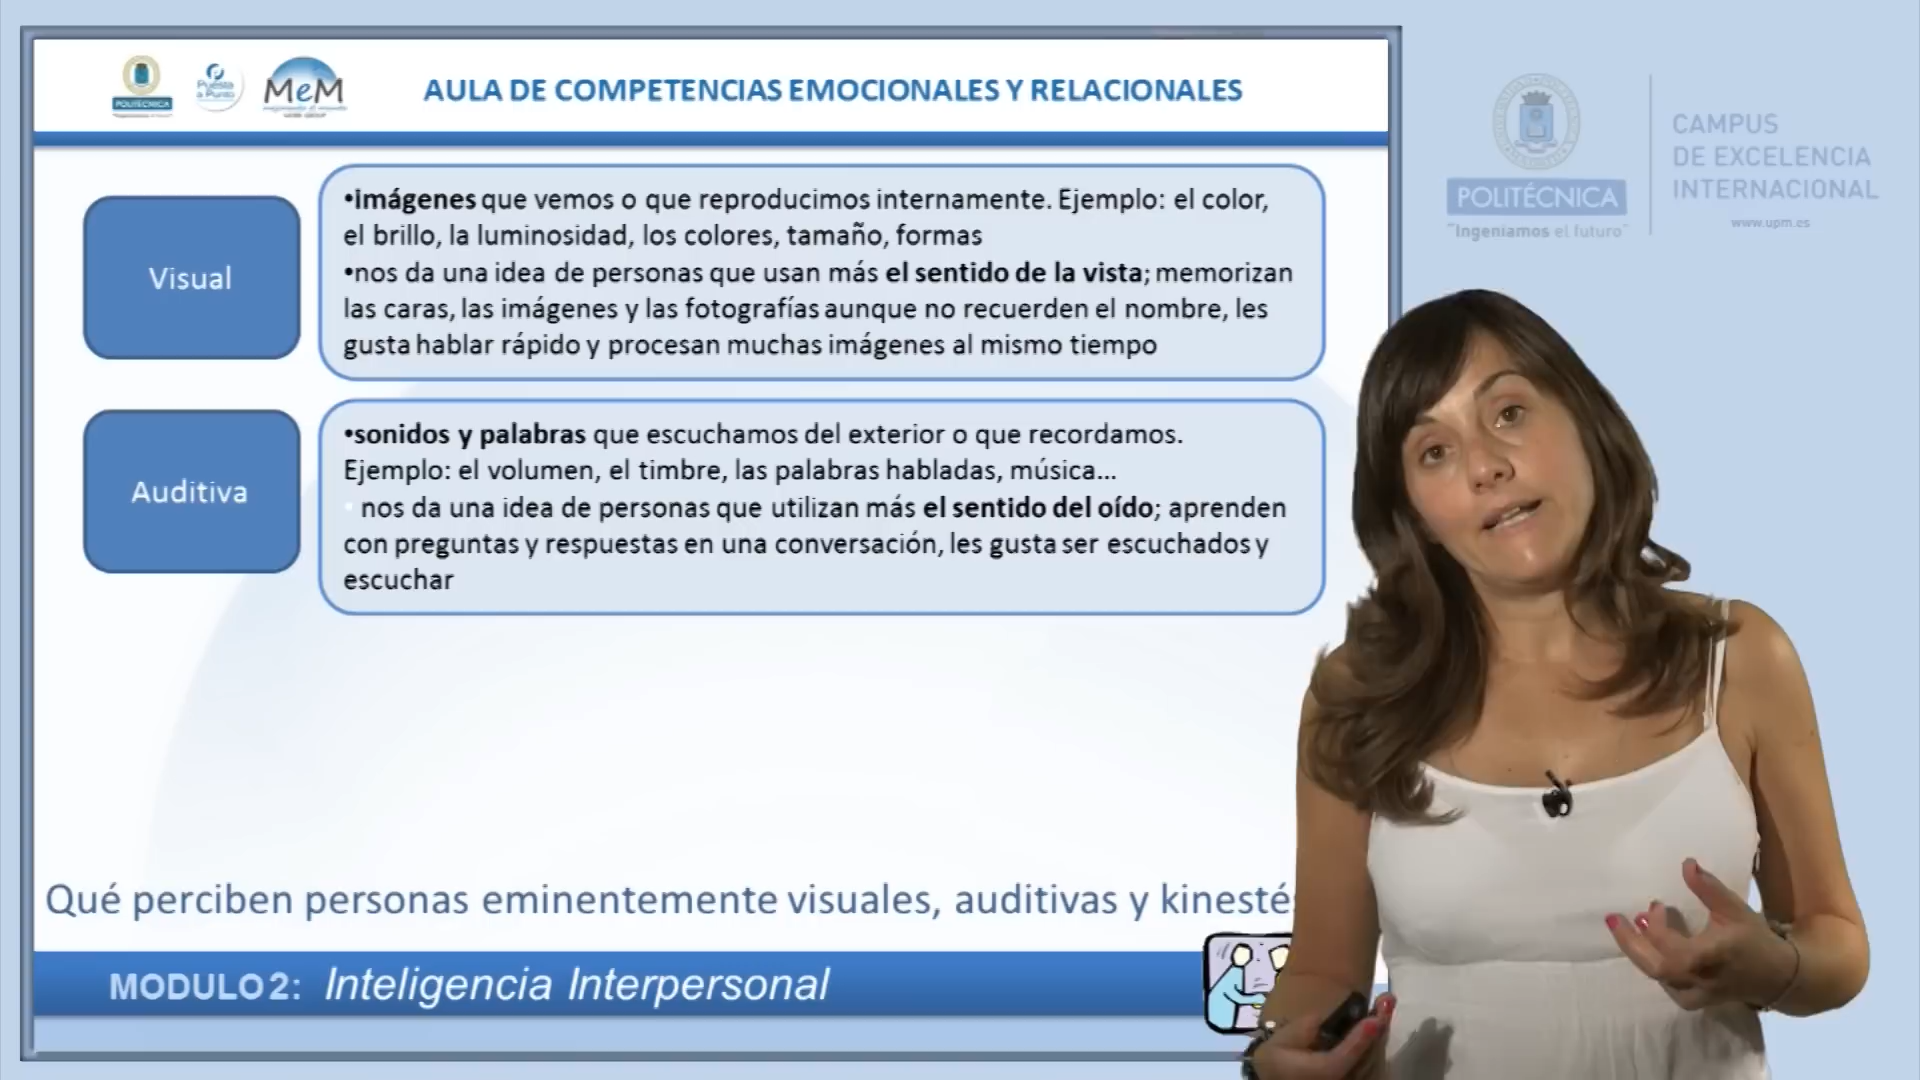 POLITÉCNICA
Puesta
a Punto
MeM
AULA DE COMPETENCIAS EMOCIONALES Y RELACIONALES
Visual
•Imágenes que vemos o que reproducimos internamente. Ejemplo: el color,
el brillo, la luminosidad, los colores, tamaño, formas
•nos da una idea de personas que usan más el sentido de la vista; memorizan
las caras, las imágenes y las fotografías aunque no recuerden el nombre, les
gusta hablar rápido y procesan muchas imágenes al mismo tiempo
Auditiva
•sonidos y palabras que escuchamos del exterior o que recordamos.
Ejemplo: el volumen, el timbre, las palabras habladas, música...
• nos da una idea de personas que utilizan más el sentido del oído; aprenden
con preguntas y respuestas en una conversación, les gusta ser escuchados y
escuchar
Qué perciben personas eminentemente visuales, auditivas y kinesté
MODULO 2: Inteligencia Interpersonal
POLITÉCNICA
"Ingeniamos el futuro"
CAMPUS
DE EXCELENCIA
INTERNACIONAL
www.upm.es